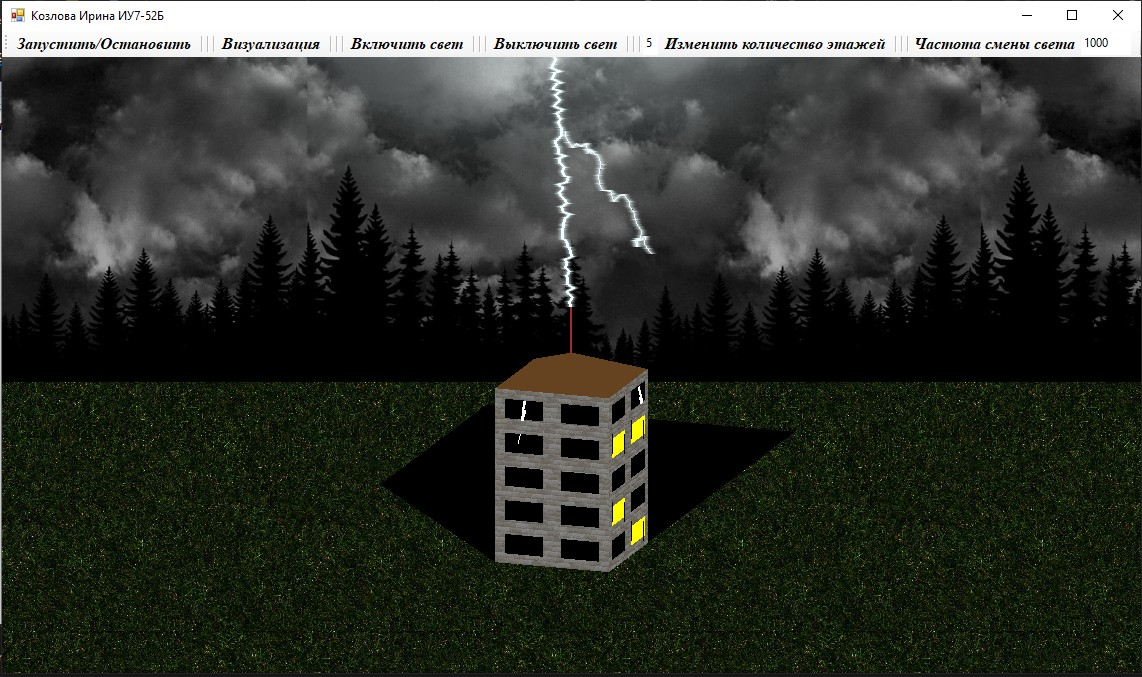 Козлова Ирина ИУ7-52Б
Запустить/Остановить Визуализация Включить свет Выключить свет 5 Изменить количество этажей Частота смены света 1000